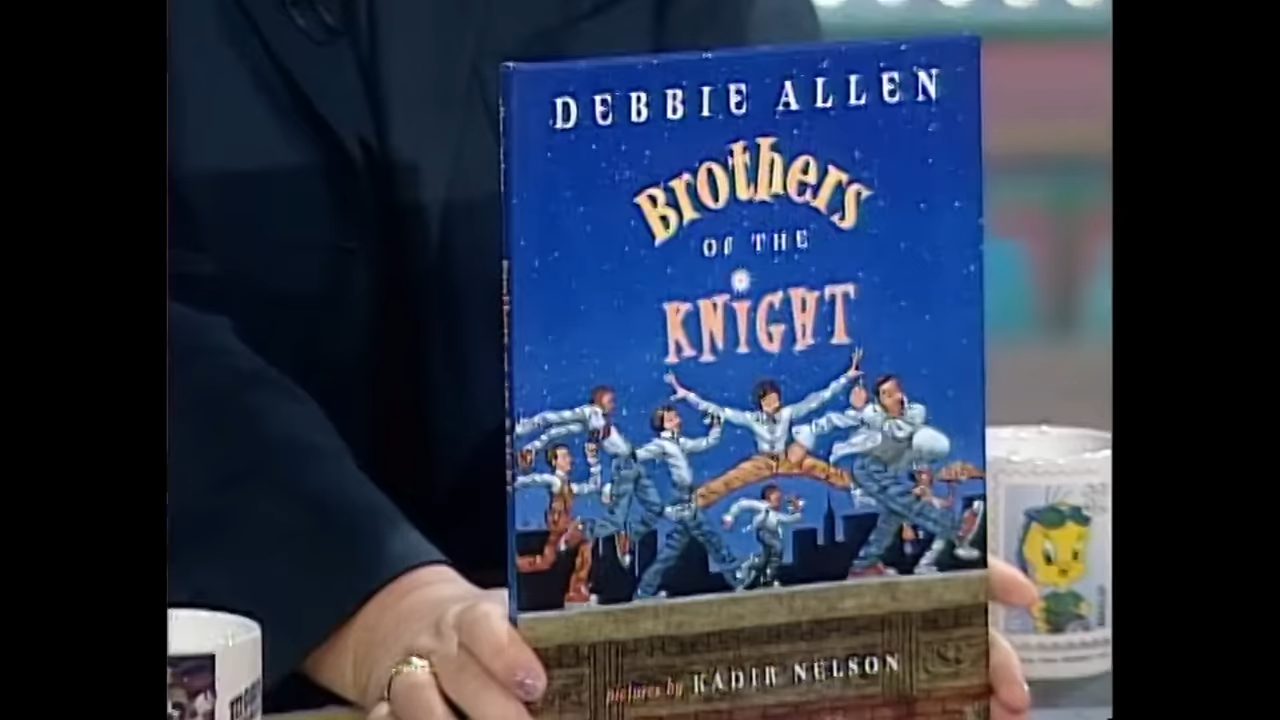 DEBBIE ALLEN
Brothers
OF THE
KNIGHT
pictures by KADIR NELSON